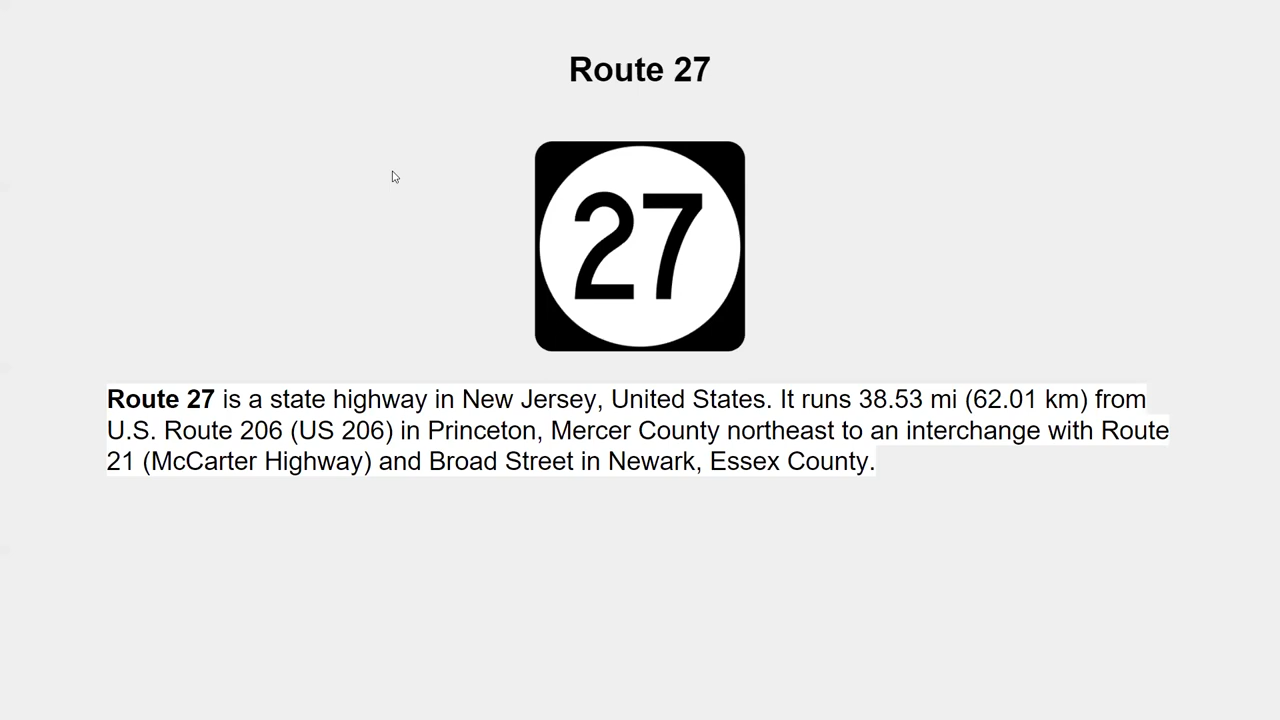 Route 27
27
Route 27 is a state highway in New Jersey, United States. It runs 38.53 mi (62.01 km) from
U.S. Route 206 (US 206) in Princeton, Mercer County northeast to an interchange with Route
21 (McCarter Highway) and Broad Street in Newark, Essex County.